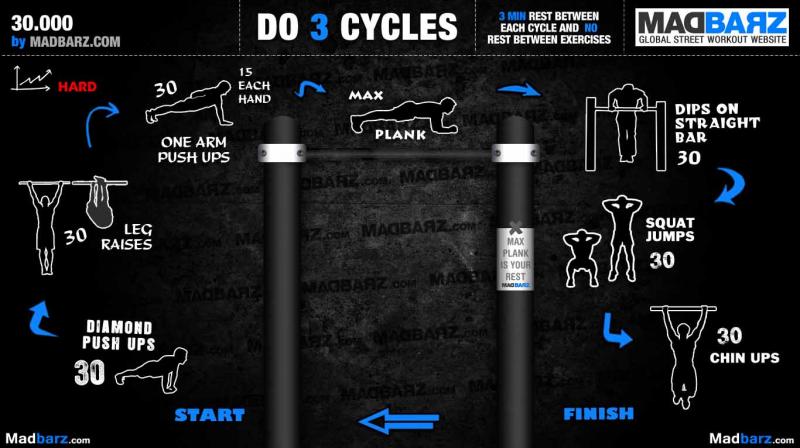 30.000
by MADBARZ.COM
DO 3 CYCLES
3 MIN REST BETWEEN
EACH CYCLE AND NO
REST BETWEEN EXERCISES
MADBARZ
GLOBAL STREET WORKOUT WEBSITE
HARD
30
15
EACH
HAND
ONE ARM
PUSH UPS
MAX
PLANK
DIPS ON
STRAIGHT
BAR
30
30
LEG
RAISES
SQUAT
JUMPS
30
MAX
PLANK
IS YOUR
REST
MADBARZ
DIAMOND
PUSH UPS
30
30
CHIN UPS
START
FINISH
Madbarz.com
Madbarz.com
MADBARZ.COM